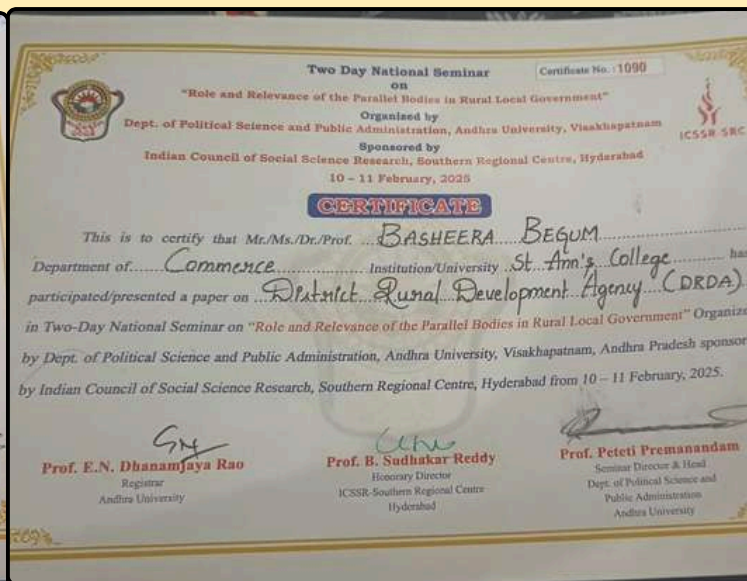 Two Day National Seminar
Certificate No. : 1090
on
"Role and Relevance of the Parallel Bodies in Rural Local Government"
Organized by
Dept. of Political Science and Public Administration, Andhra University, Visakhapatnam
ICSSR SRC
Sponsored by
Indian Council of Social Science Research, Southern Regional Centre, Hyderabad
10 – 11 February, 2025
CERTIFICATE
This is to certify that Mr./Ms./Dr./Prof. BASHEERA BEGUM
Department of Commerce Institution/University St Ann's College has
participated/presented a paper on District Rural Development Agency (DRDA)
in Two-Day National Seminar on "Role and Relevance of the Parallel Bodies in Rural Local Government" Organize
by Dept. of Political Science and Public Administration, Andhra University, Visakhapatnam, Andhra Pradesh sponsor
by Indian Council of Social Science Research, Southern Regional Centre, Hyderabad from 10 – 11 February, 2025.
Prof. E.N. Dhanamjaya Rao
Registrar
Andhra University
Prof. B. Sudhakar Reddy
Honorary Director
ICSSR-Southern Regional Centre
Hyderabad
Prof. Peteti Premanandam
Seminar Director & Head
Dept. of Political Science and
Public Administration
Andhra University